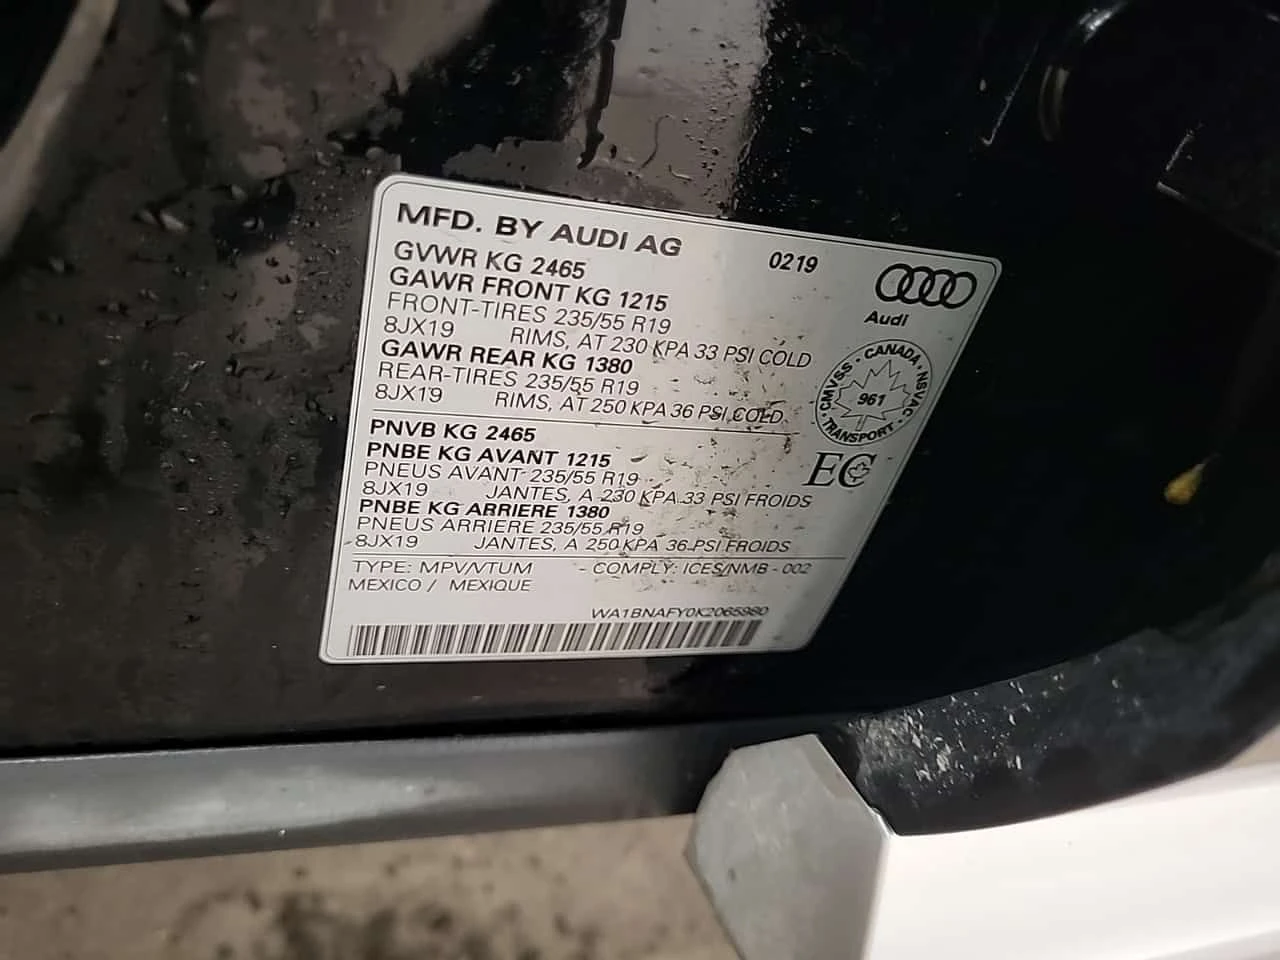 MFD. BY AUDI AG 0219
GVWR KG 2465
GAWR FRONT KG 1215
FRONT-TIRES 235/55 R19
8JX19 RIMS, AT 230 KPA 33 PSI COLD
GAWR REAR KG 1380
REAR-TIRES 235/55 R19
8JX19 RIMS, AT 250 KPA 36 PSI COLD
Audi
CMVSS - CANADA - NSVAC
961
TRANSPORT
PNVB KG 2465
PNBE KG AVANT 1215
PNEUS AVANT 235/55 R19
8JX19 JANTES, A 230 KPA 33 PSI FROIDS
PNBE KG ARRIERE 1380
PNEUS ARRIERE 235/55 R19
8JX19 JANTES, A 250 KPA 36 PSI FROIDS
EC
TYPE: MPV/VTUM - COMPLY: ICES/NMB - 002
MEXICO / MEXIQUE
WA1BNAFY0K2065980